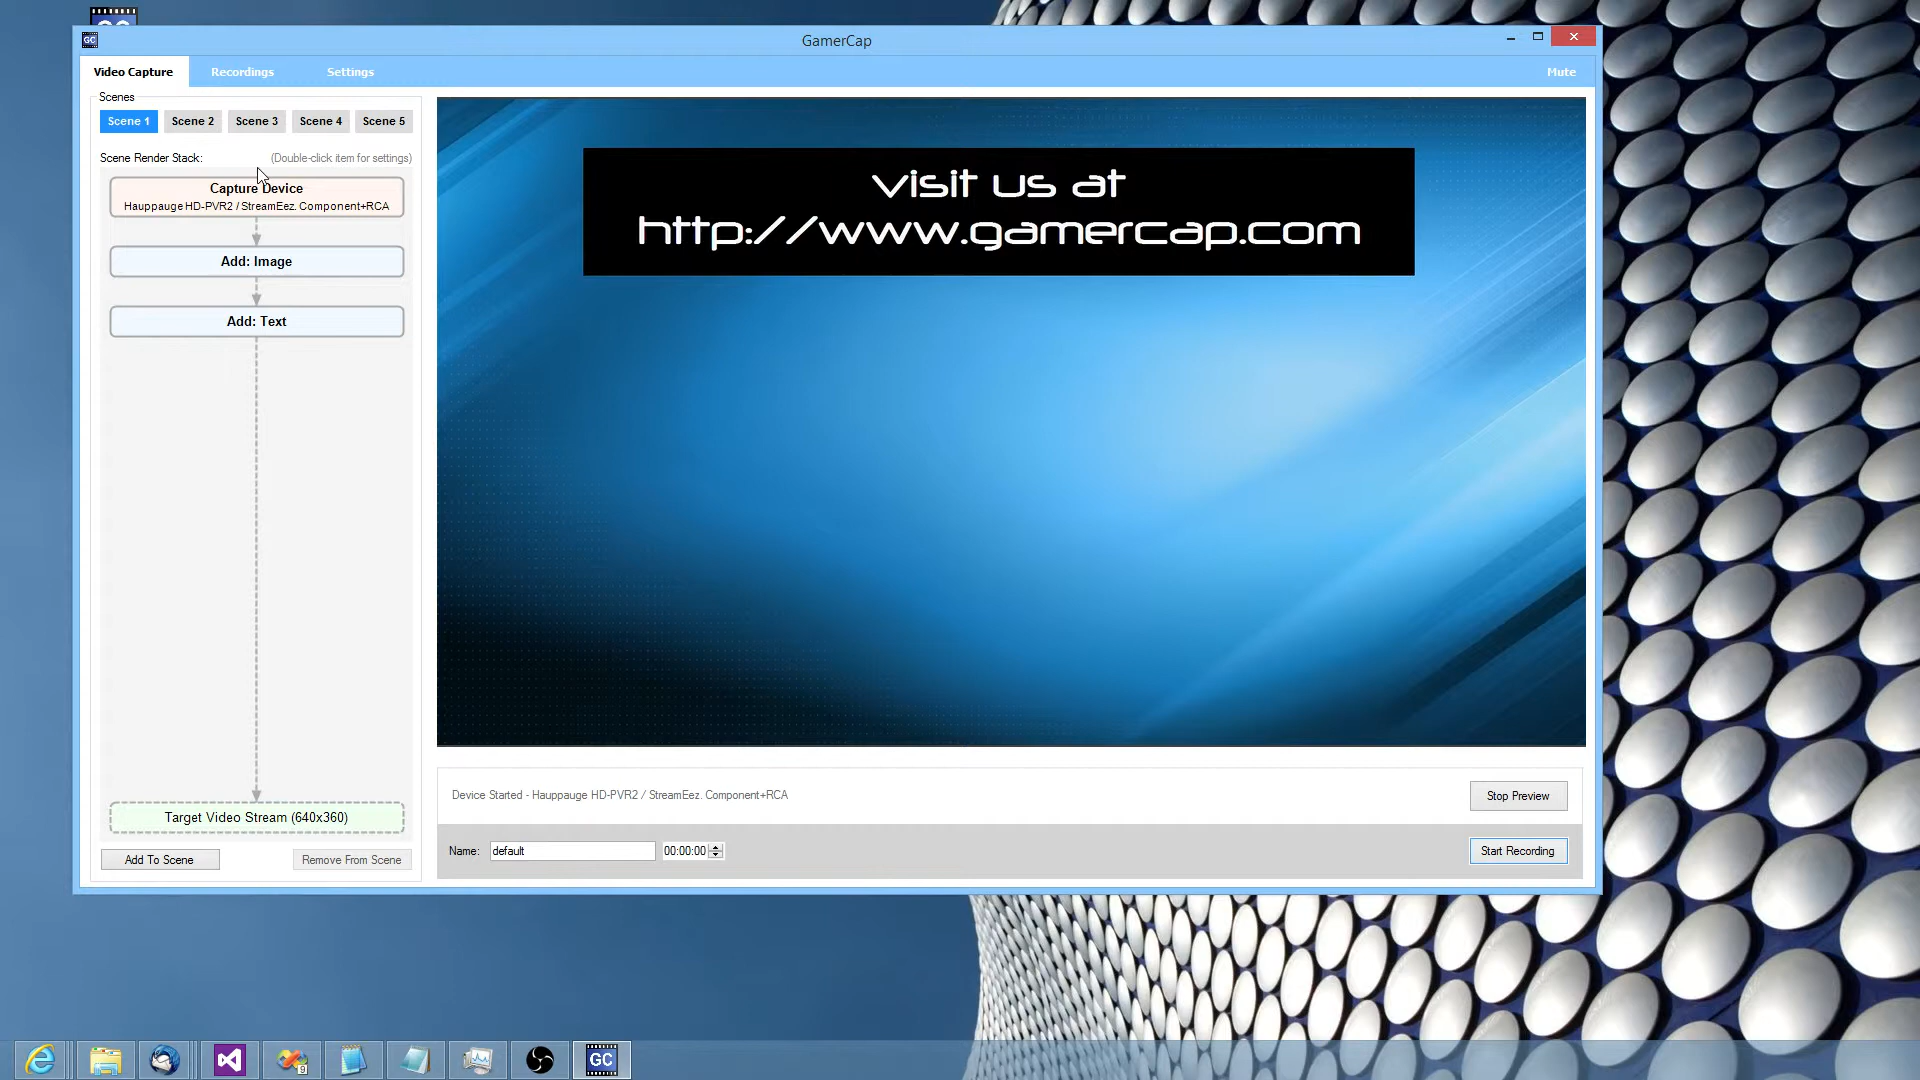 GC
GamerCap
Video Capture
Recordings
Settings
Mute
Scenes
Scene 1
Scene 2
Scene 3
Scene 4
Scene 5
Scene Render Stack:
(Double-click item for settings)
Capture Device
Hauppauge HD-PVR2 / StreamEez. Component+RCA
Add: Image
Add: Text
Target Video Stream (640x360)
Add To Scene
Remove From Scene
visit us at
http://www.gamercap.com
Device Started - Hauppauge HD-PVR2 / StreamEez. Component+RCA
Stop Preview
Name:
default
00:00:00
Start Recording
9
GC